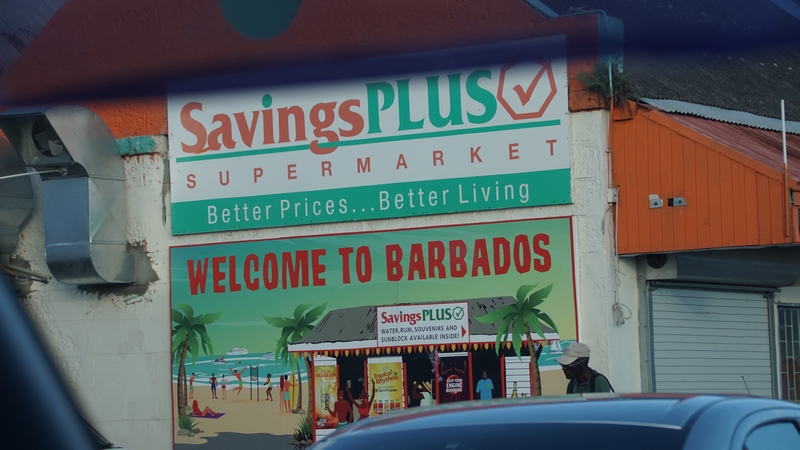 SavingsPLUS
SUPERMARKET
Better Prices...Better Living
WELCOME TO BARBADOS
SavingsPLUS
WATER,RUM, SOUVENIRS AND
SUNBLOCK AVAILABLE INSIDE!